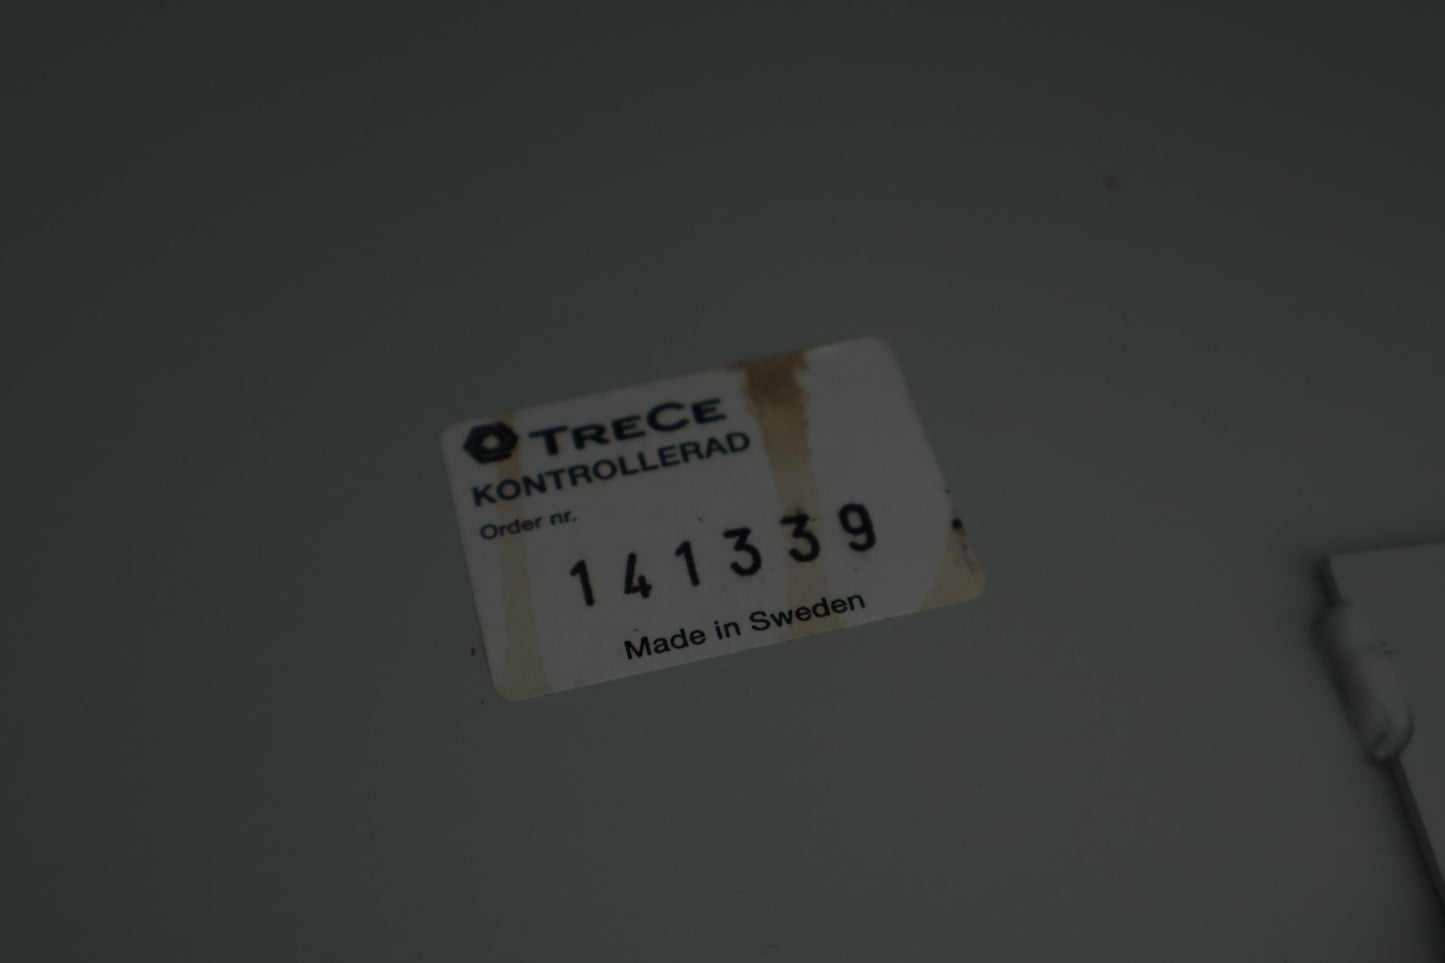 TRECE
KONTROLLERAD
Order nr.
141339
Made in Sweden